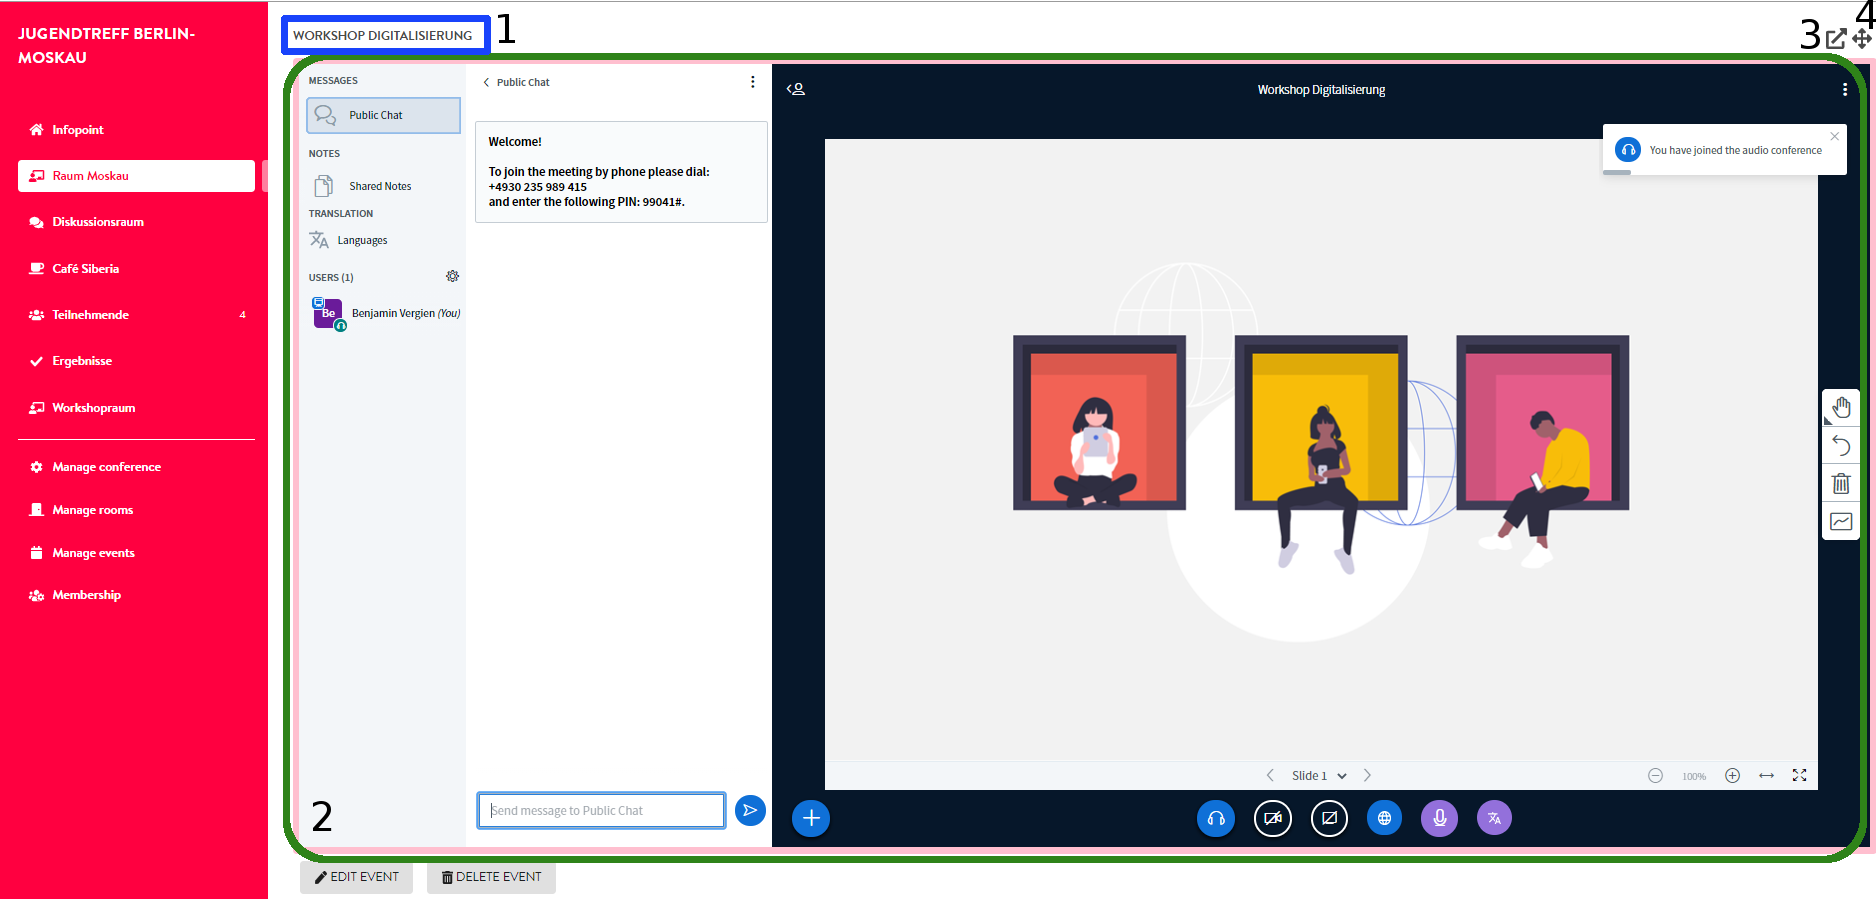 JUGENDTREFF BERLIN-
MOSKAU
Infopoint
Raum Moskau
Diskussionsraum
Café Siberia
Teilnehmende 4
Ergebnisse
Workshopraum
Manage conference
Manage rooms
Manage events
Membership
WORKSHOP DIGITALISIERUNG 1
3
4
MESSAGES
Public Chat
NOTES
Shared Notes
TRANSLATION
Languages
USERS (1)
Be
Benjamin Vergien (You)
2
Public Chat
Welcome!
To join the meeting by phone please dial:
+4930 235 989 415
and enter the following PIN: 99041#.
Send message to Public Chat
Workshop Digitalisierung
You have joined the audio conference
Slide 1
100%
EDIT EVENT
DELETE EVENT